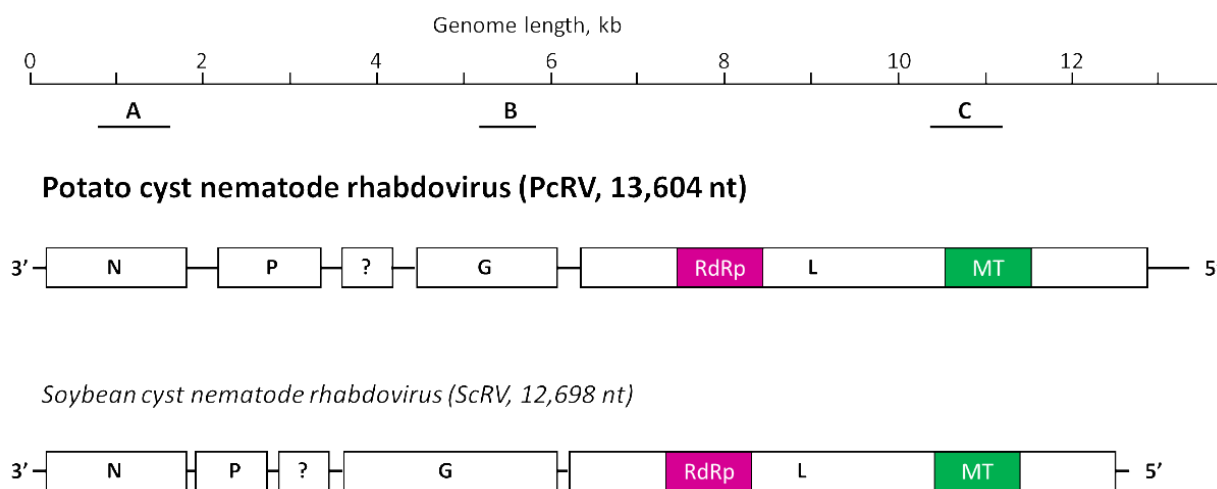 Genome length, kb
0 2 4 6 8 10 12
A B C
Potato cyst nematode rhabdovirus (PcRV, 13,604 nt)
3’ N P ? G RdRp L MT 5
Soybean cyst nematode rhabdovirus (ScRV, 12,698 nt)
3’ N P ? G RdRp L MT 5’